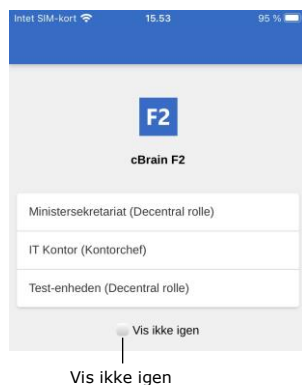 Intet SIM-kort 15.53 95 %
F2
cBrain F2
Ministersekretariat (Decentral rolle)
IT Kontor (Kontorchef)
Test-enheden (Decentral rolle)
Vis ikke igen
Vis ikke igen